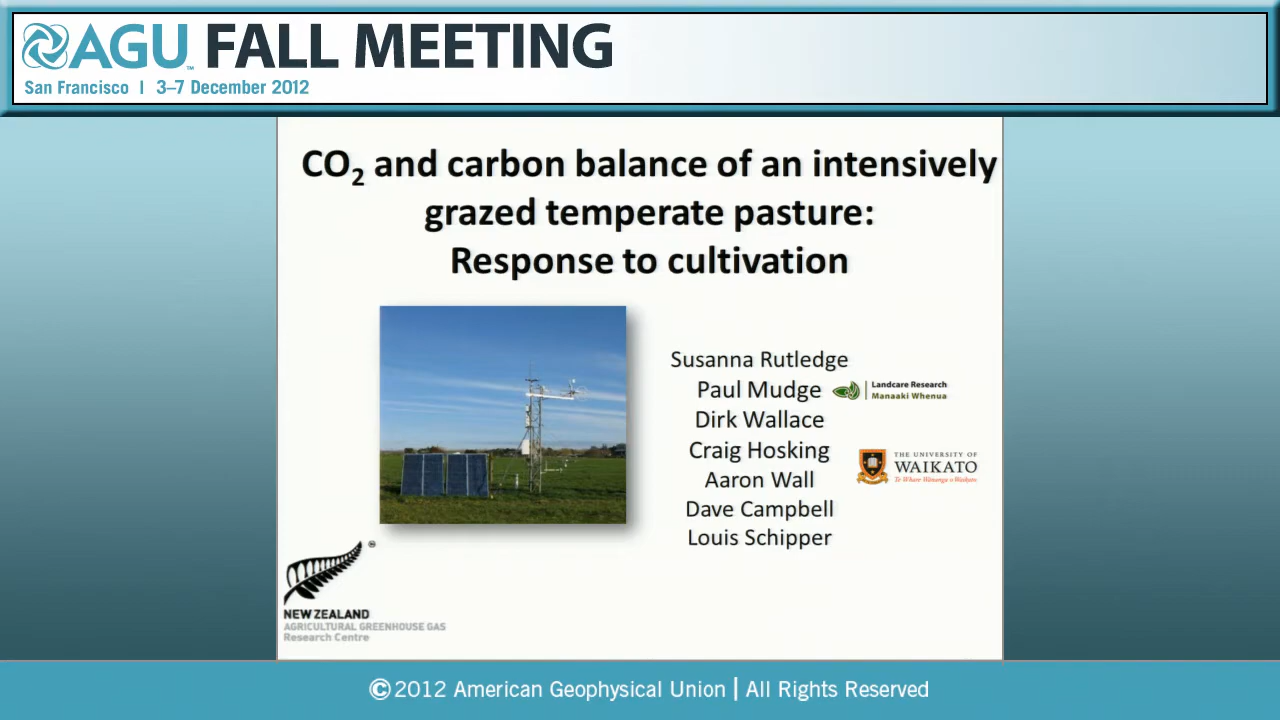 AGU™ FALL MEETING
San Francisco | 3–7 December 2012
CO₂ and carbon balance of an intensively
grazed temperate pasture:
Response to cultivation
Susanna Rutledge
Paul Mudge
Landcare Research
Manaaki Whenua
Dirk Wallace
Craig Hosking
THE UNIVERSITY OF
WAIKATO
Te Whare Wānanga o Waikato
Aaron Wall
Dave Campbell
Louis Schipper
NEW ZEALAND
AGRICULTURAL GREENHOUSE GAS
Research Centre
©2012 American Geophysical Union | All Rights Reserved